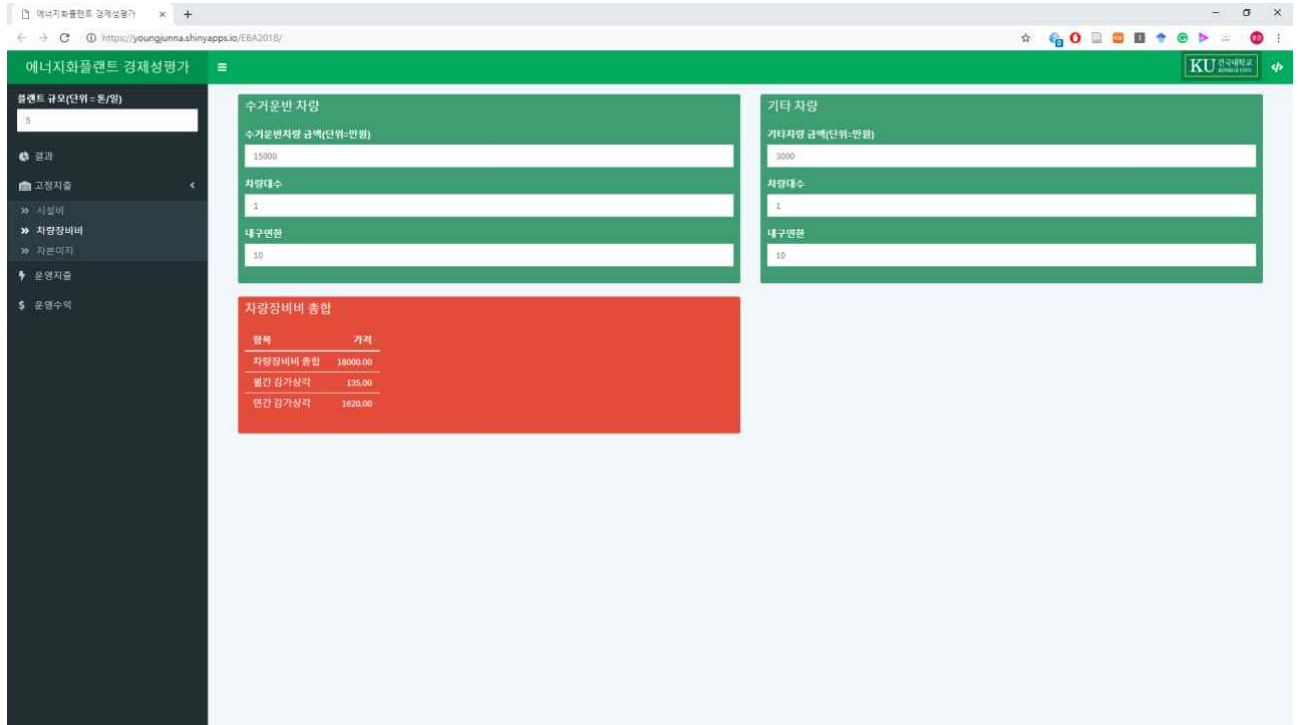 에너지화플랜트 경제성평가
https://youngjunna.shinyapps.io/EBA2018/
에너지화플랜트 경제성평가
KU 건국대학교
플랜트 규모(단위 = 톤/일)
5
결과
고정지출
시설비
차량장비비
자본이자
운영지출
운영수익
수거운반 차량
수거운반차량 금액(단위=만원)
15000
차량대수
1
내구연한
10
기타 차량
기타차량 금액(단위=만원)
3000
차량대수
1
내구연한
10
차량장비비 총합
항목 가격
차량장비비 총합 18000.00
월간 감가상각 135.00
연간 감가상각 1620.00